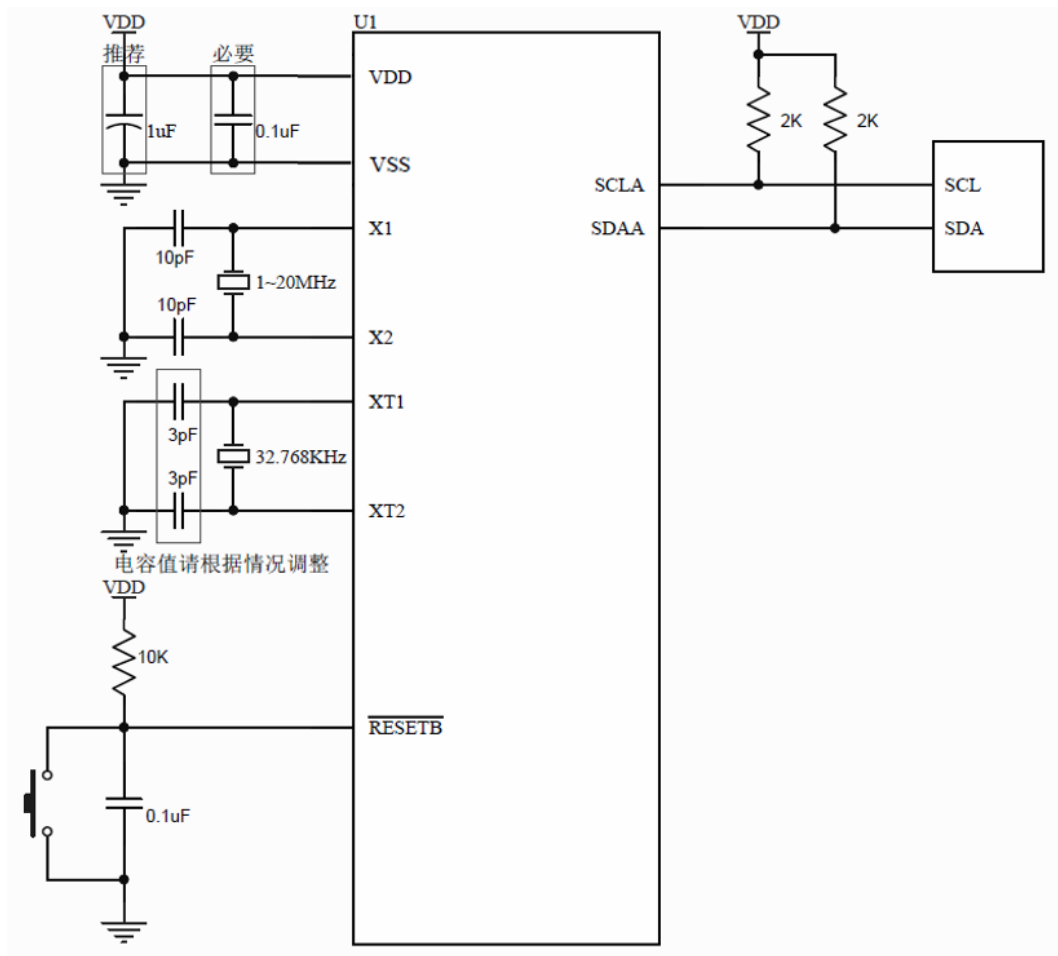 VDD
U1
VDD
推荐
必要
VDD
1uF
0.1uF
2K
2K
VSS
SCLA
SCL
X1
SDAA
SDA
10pF
1~20MHz
10pF
X2
XT1
3pF
32.768KHz
3pF
XT2
电容值请根据情况调整
VDD
10K
RESETB
0.1uF